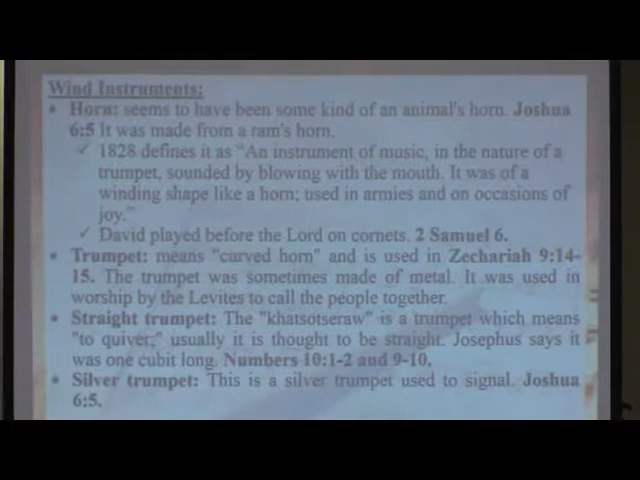 Wind Instruments:
• Horn: seems to have been some kind of an animal's horn. Joshua
6:5 It was made from a ram's horn.
✓ 1828 defines it as "An instrument of music, in the nature of a
trumpet, sounded by blowing with the mouth. It was of a
winding shape like a horn; used in armies and on occasions of
joy."
✓ David played before the Lord on cornets. 2 Samuel 6.
• Trumpet: means "curved horn" and is used in Zechariah 9:14-
15. The trumpet was sometimes made of metal. It was used in
worship by the Levites to call the people together.
• Straight trumpet: The "khatsotseraw" is a trumpet which means
"to quiver," usually it is thought to be straight. Josephus says it
was one cubit long. Numbers 10:1-2 and 9-10.
• Silver trumpet: This is a silver trumpet used to signal. Joshua
6:5.